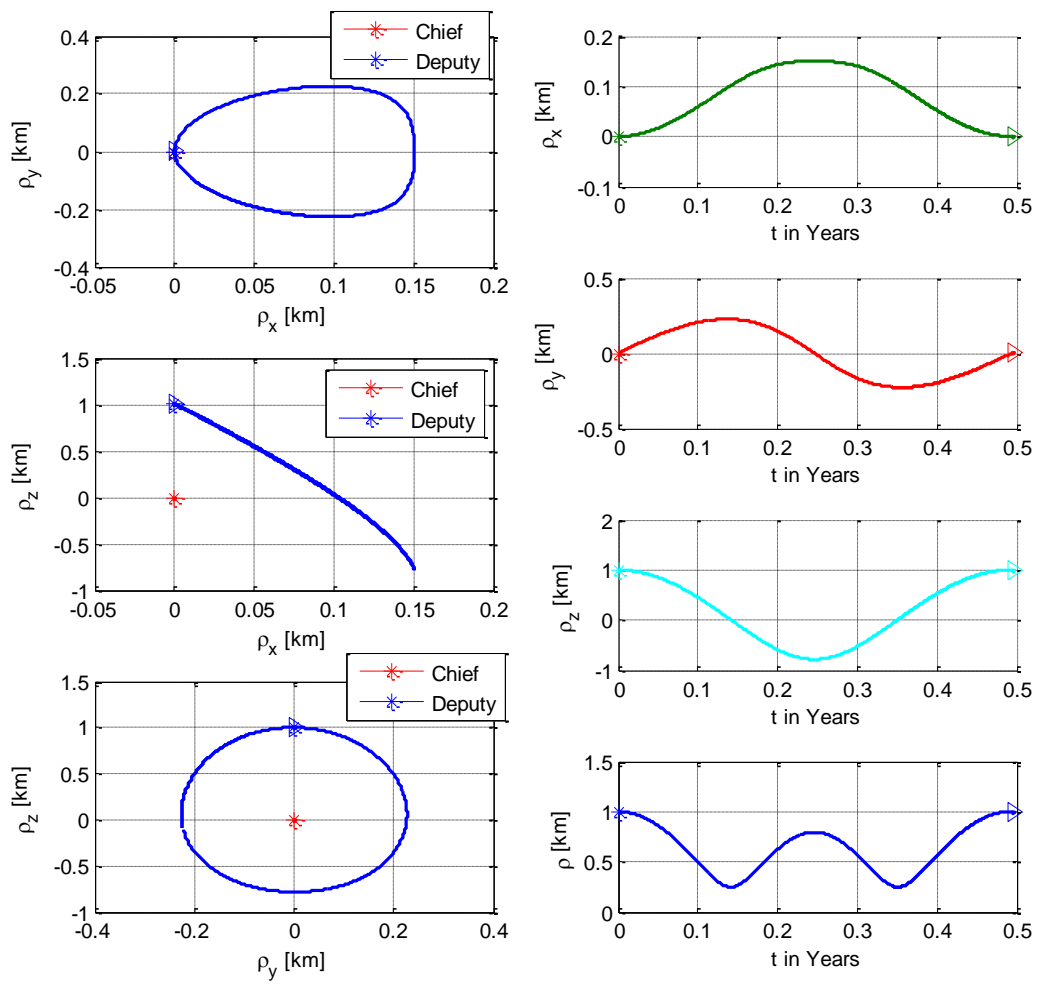 0.4
0.2
0
-0.2
-0.4
-0.05 0 0.05 0.1 0.15 0.2
ρy [km]
ρx [km]
Chief
Deputy
1.5
1
0.5
0
-0.5
-1
-0.05 0 0.05 0.1 0.15 0.2
ρz [km]
ρx [km]
Chief
Deputy
1.5
1
0.5
0
-0.5
-1
-0.4 -0.2 0 0.2 0.4
ρz [km]
ρy [km]
Chief
Deputy
0.2
0.1
0
-0.1
0 0.1 0.2 0.3 0.4 0.5
ρx [km]
t in Years
0.5
0
-0.5
0 0.1 0.2 0.3 0.4 0.5
ρy [km]
t in Years
2
1
0
-1
0 0.1 0.2 0.3 0.4 0.5
ρz [km]
t in Years
1.5
1
0.5
0
0 0.1 0.2 0.3 0.4 0.5
ρ [km]
t in Years